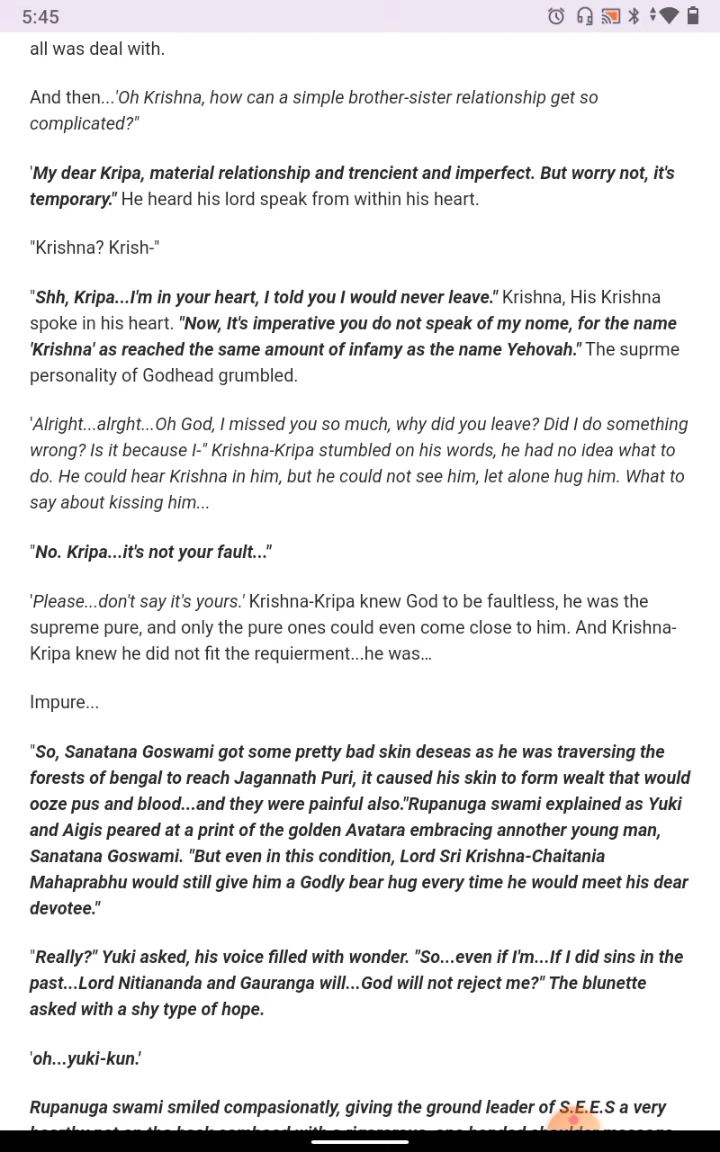 5:45
all was deal with.
And then...'Oh Krishna, how can a simple brother-sister relationship get so
complicated?"
'My dear Kripa, material relationship and trencient and imperfect. But worry not, it's
temporary." He heard his lord speak from within his heart.
"Krishna? Krish-"
"Shh, Kripa...I'm in your heart, I told you I would never leave." Krishna, His Krishna
spoke in his heart. "Now, It's imperative you do not speak of my nome, for the name
'Krishna' as reached the same amount of infamy as the name Yehovah." The suprme
personality of Godhead grumbled.
'Alright...alrght...Oh God, I missed you so much, why did you leave? Did I do something
wrong? Is it because I-" Krishna-Kripa stumbled on his words, he had no idea what to
do. He could hear Krishna in him, but he could not see him, let alone hug him. What to
say about kissing him...
"No. Kripa...it's not your fault..."
'Please...don't say it's yours.' Krishna-Kripa knew God to be faultless, he was the
supreme pure, and only the pure ones could even come close to him. And Krishna-
Kripa knew he did not fit the requierment...he was…
Impure...
"So, Sanatana Goswami got some pretty bad skin deseas as he was traversing the
forests of bengal to reach Jagannath Puri, it caused his skin to form wealt that would
ooze pus and blood...and they were painful also."Rupanuga swami explained as Yuki
and Aigis peared at a print of the golden Avatara embracing annother young man,
Sanatana Goswami. "But even in this condition, Lord Sri Krishna-Chaitania
Mahaprabhu would still give him a Godly bear hug every time he would meet his dear
devotee."
"Really?" Yuki asked, his voice filled with wonder. "So...even if I'm...If I did sins in the
past...Lord Nitiananda and Gauranga will...God will not reject me?" The blunette
asked with a shy type of hope.
'oh...yuki-kun.'
Rupanuga swami smiled compasionatly, giving the ground leader of S.E.E.S a very